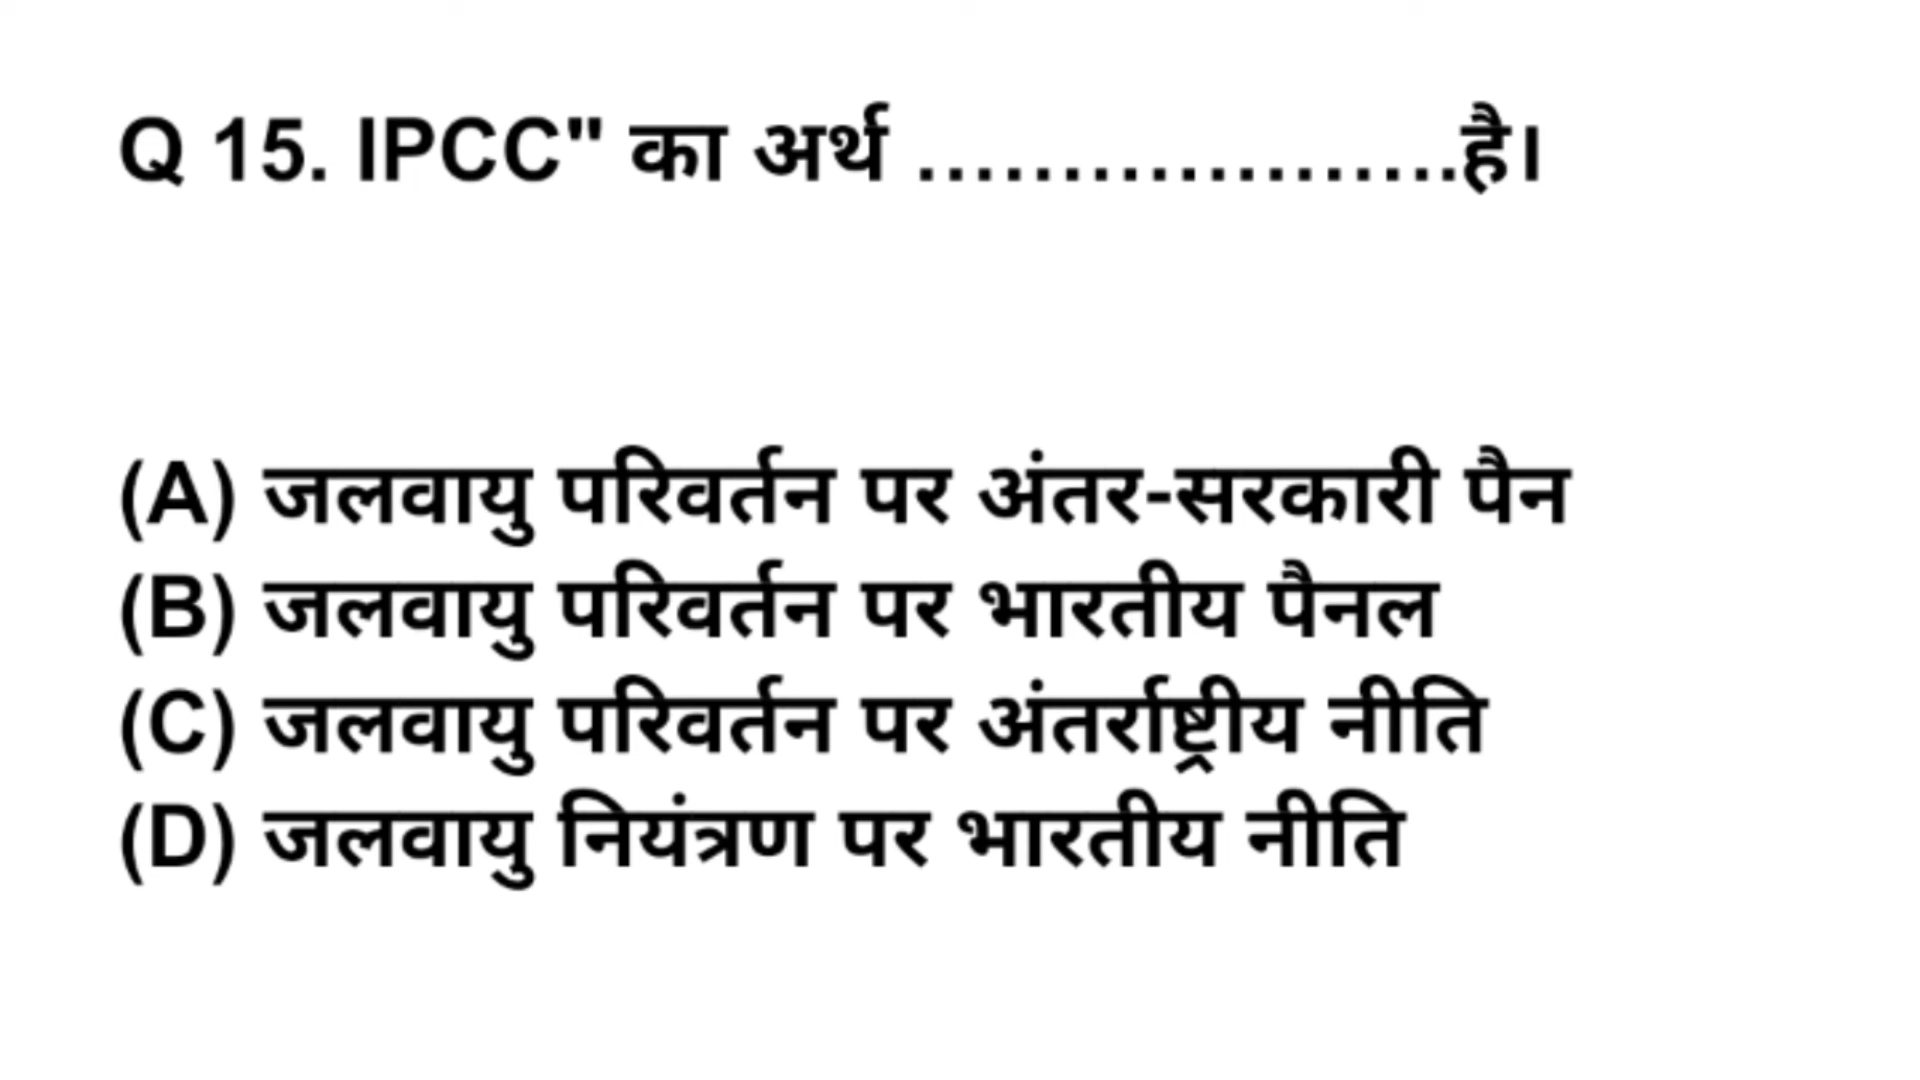 Q 15. IPCC" का अर्थ ...................है।
(A) जलवायु परिवर्तन पर अंतर-सरकारी पैन
(B) जलवायु परिवर्तन पर भारतीय पैनल
(C) जलवायु परिवर्तन पर अंतर्राष्ट्रीय नीति
(D) जलवायु नियंत्रण पर भारतीय नीति